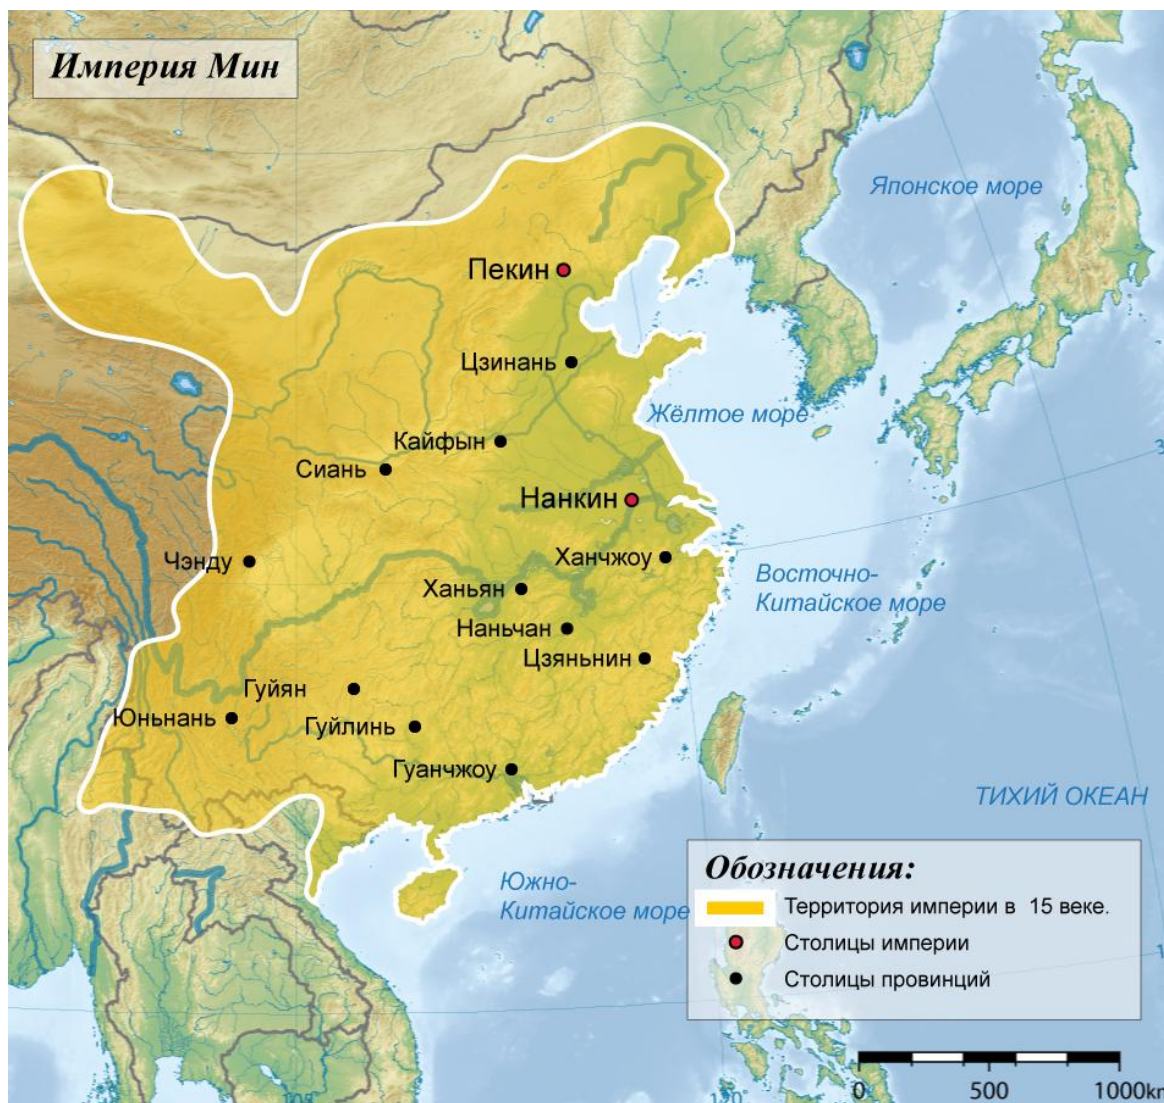 Империя Мин
Японское море
Пекин
Цзинань
Жёлтое море
Кайфын
Сиань
Нанкин
Ханчжоу
Чэнду
Восточно-
Китайское море
Ханьян
Наньчан
Цзяньнин
Гуйян
Юньнань
Гуйлинь
Гуанчжоу
ТИХИЙ ОКЕАН
Южно-
Китайское море
Обозначения:
Территория империи в 15 веке.
Столицы империи
Столицы провинций
0 500 1000km